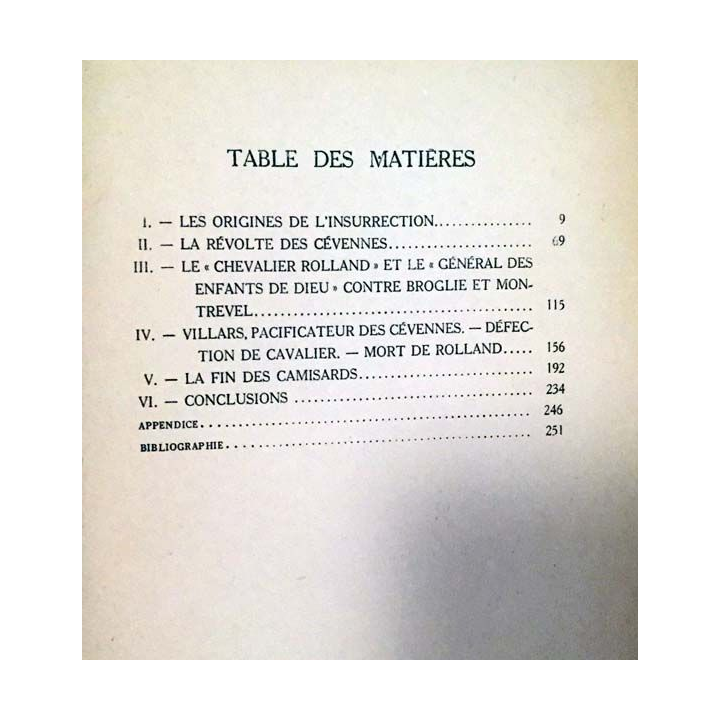 TABLE DES MATIÈRES
I. — LES ORIGINES DE L'INSURRECTION................ 9
II. — LA RÉVOLTE DES CÉVENNES....................... 69
III. — LE « CHEVALIER ROLLAND » ET LE « GÉNÉRAL DES
ENFANTS DE DIEU » CONTRE BROGLIE ET MON-
TREVEL............................................. 115
IV. — VILLARS, PACIFICATEUR DES CÉVENNES. — DÉFEC-
TION DE CAVALIER. — MORT DE ROLLAND..... 156
V. — LA FIN DES CAMISARDS............................ 192
VI. — CONCLUSIONS ...................................... 234
APPENDICE.................................................... 246
BIBLIOGRAPHIE................................................ 251